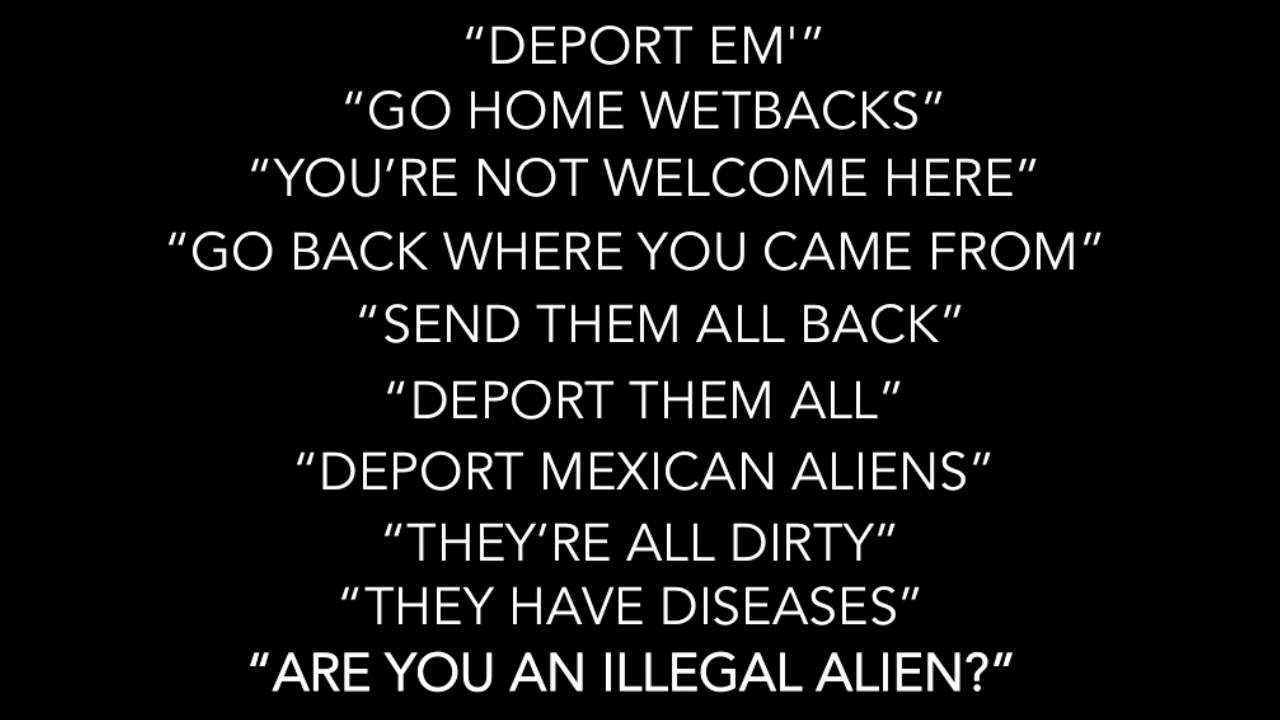 “DEPORT EM'”
“GO HOME WETBACKS”
“YOU’RE NOT WELCOME HERE”
“GO BACK WHERE YOU CAME FROM”
“SEND THEM ALL BACK”
“DEPORT THEM ALL”
“DEPORT MEXICAN ALIENS”
“THEY’RE ALL DIRTY”
“THEY HAVE DISEASES”
“ARE YOU AN ILLEGAL ALIEN?”